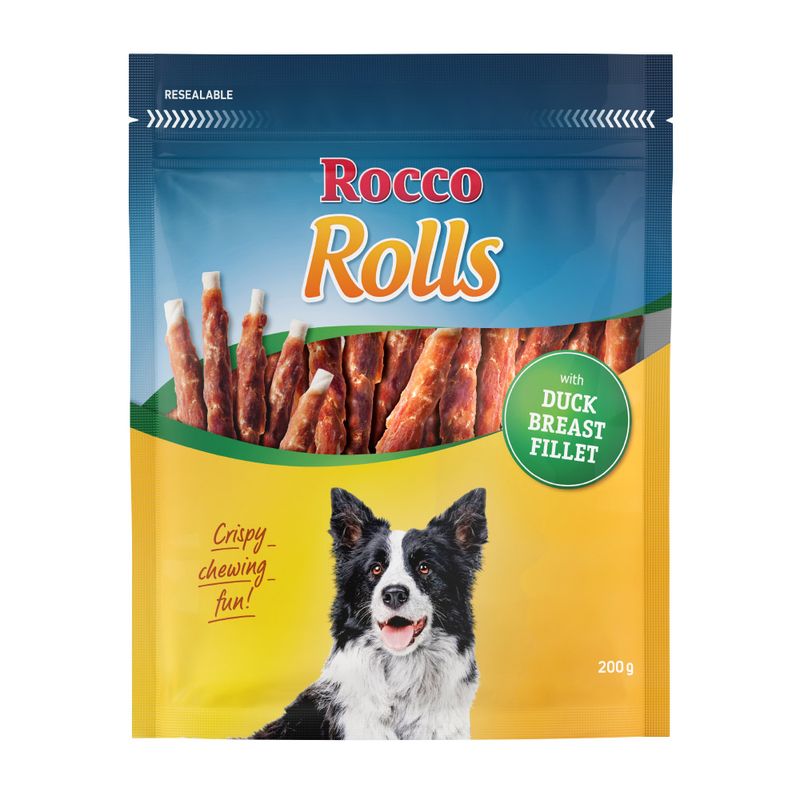 RESEALABLE
Rocco
Rolls
with
DUCK
BREAST
FILLET
Crispy
chewing
fun!
200g